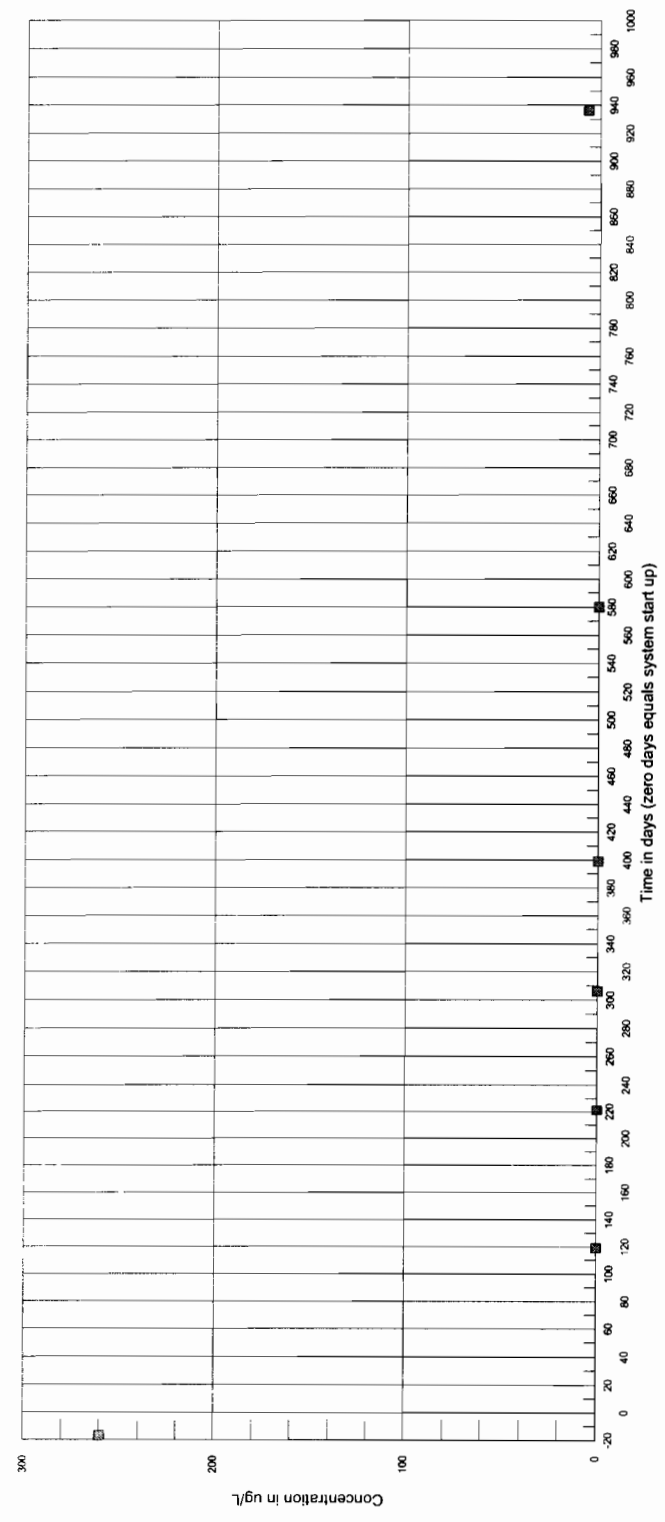 300
200
100
0
Concentration in ug/L
-20 0 20 40 60 80 100 120 140 160 180 200 220 240 260 280 300 320 340 360 380 400 420 440 460 480 500 520 540 560 580 600 620 640 660 680 700 720 740 760 780 800 820 840 860 880 900 920 940 960 980 1000
Time in days (zero days equals system start up)